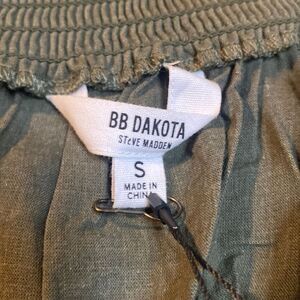 BB DAKOTA
STEVE MADDEN
S
MADE IN
CHINA